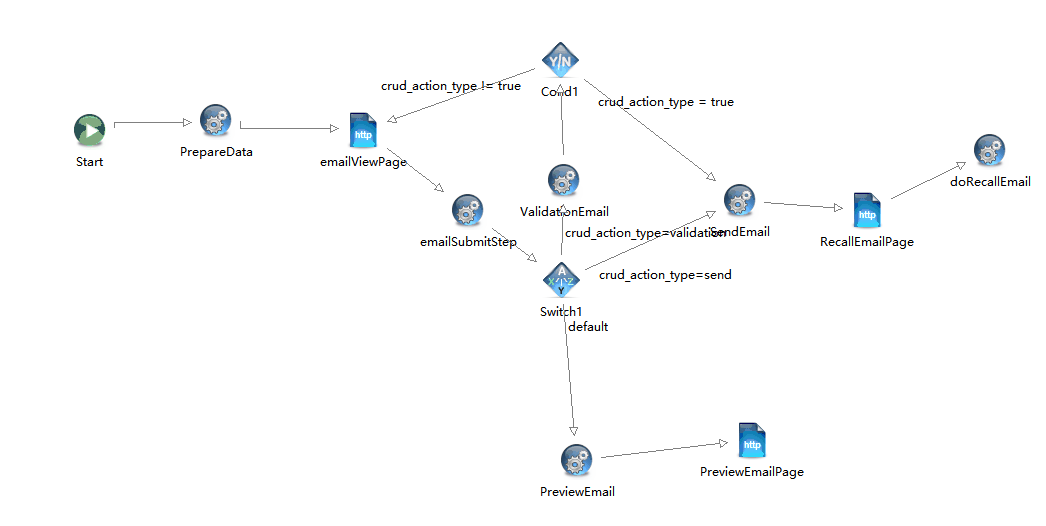 Y/N
crud_action_type != true
Cond1
crud_action_type = true
Start
PrepareData
http
emailViewPage
doRecallEmail
ValidationEmail
emailSubmitStep
crud_action_type=validation
SendEmail
http
RecallEmailPage
A
X
Z
Y
crud_action_type=send
Switch1
default
http
PreviewEmailPage
PreviewEmail